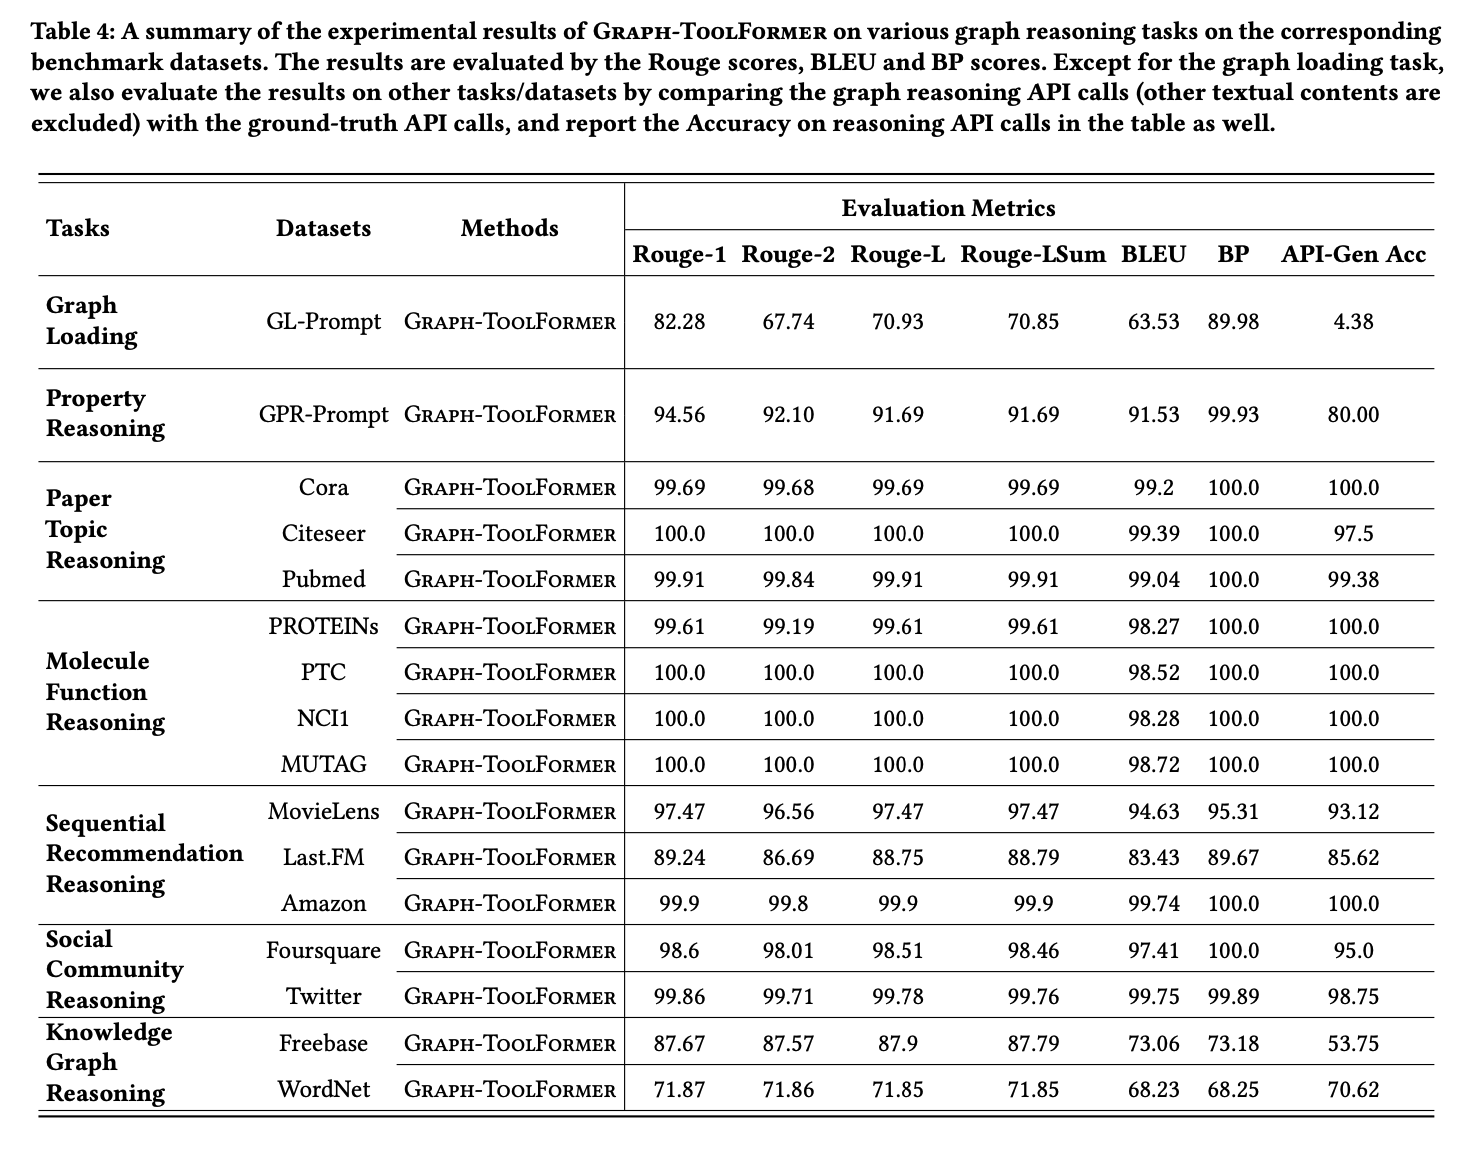 Table 4: A summary of the experimental results of Graph-ToolFormer on various graph reasoning tasks on the corresponding
benchmark datasets. The results are evaluated by the Rouge scores, BLEU and BP scores. Except for the graph loading task,
we also evaluate the results on other tasks/datasets by comparing the graph reasoning API calls (other textual contents are
excluded) with the ground-truth API calls, and report the Accuracy on reasoning API calls in the table as well.
Tasks Datasets Methods Evaluation Metrics
Rouge-1 Rouge-2 Rouge-L Rouge-LSum BLEU BP API-Gen Acc
Graph
Loading
GL-Prompt Graph-ToolFormer 82.28 67.74 70.93 70.85 63.53 89.98 4.38
Property
Reasoning
GPR-Prompt Graph-ToolFormer 94.56 92.10 91.69 91.69 91.53 99.93 80.00
Paper
Topic
Reasoning
Cora Graph-ToolFormer 99.69 99.68 99.69 99.69 99.2 100.0 100.0
Citeseer Graph-ToolFormer 100.0 100.0 100.0 100.0 99.39 100.0 97.5
Pubmed Graph-ToolFormer 99.91 99.84 99.91 99.91 99.04 100.0 99.38
Molecule
Function
Reasoning
PROTEINs Graph-ToolFormer 99.61 99.19 99.61 99.61 98.27 100.0 100.0
PTC Graph-ToolFormer 100.0 100.0 100.0 100.0 98.52 100.0 100.0
NCI1 Graph-ToolFormer 100.0 100.0 100.0 100.0 98.28 100.0 100.0
MUTAG Graph-ToolFormer 100.0 100.0 100.0 100.0 98.72 100.0 100.0
Sequential
Recommendation
Reasoning
MovieLens Graph-ToolFormer 97.47 96.56 97.47 97.47 94.63 95.31 93.12
Last.FM Graph-ToolFormer 89.24 86.69 88.75 88.79 83.43 89.67 85.62
Amazon Graph-ToolFormer 99.9 99.8 99.9 99.9 99.74 100.0 100.0
Social
Community
Reasoning
Foursquare Graph-ToolFormer 98.6 98.01 98.51 98.46 97.41 100.0 95.0
Twitter Graph-ToolFormer 99.86 99.71 99.78 99.76 99.75 99.89 98.75
Knowledge
Graph
Reasoning
Freebase Graph-ToolFormer 87.67 87.57 87.9 87.79 73.06 73.18 53.75
WordNet Graph-ToolFormer 71.87 71.86 71.85 71.85 68.23 68.25 70.62